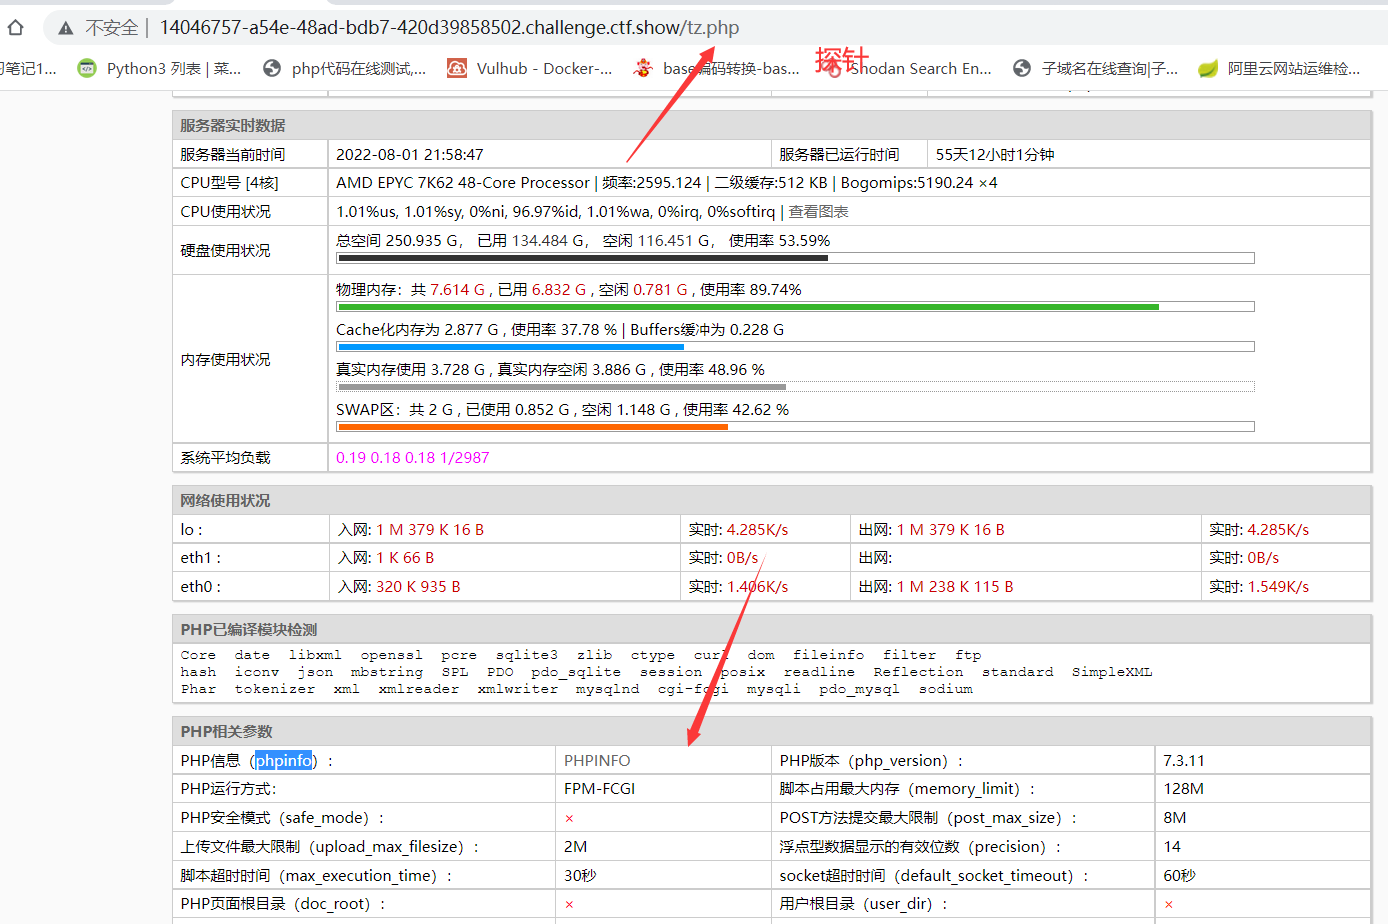 不安全 | 14046757-a54e-48ad-bdb7-420d39858502.challenge.ctf.show/tz.php
探针
习笔记1... Python3 列表 | 菜... php代码在线测试,... Vulhub - Docker-... base编码转换-bas... Shodan Search En... 子域名在线查询|子... 阿里云网站运维检...
服务器实时数据
服务器当前时间 2022-08-01 21:58:47 服务器已运行时间 55天12小时1分钟
CPU型号 [4核] AMD EPYC 7K62 48-Core Processor | 频率:2595.124 | 二级缓存:512 KB | Bogomips:5190.24 ×4
CPU使用状况 1.01%us, 1.01%sy, 0%ni, 96.97%id, 1.01%wa, 0%irq, 0%softirq | 查看图表
硬盘使用状况 总空间 250.935 G, 已用 134.484 G, 空闲 116.451 G, 使用率 53.59%
内存使用状况
物理内存：共 7.614 G , 已用 6.832 G , 空闲 0.781 G , 使用率 89.74%
Cache化内存为 2.877 G , 使用率 37.78 % | Buffers缓冲为 0.228 G
真实内存使用 3.728 G , 真实内存空闲 3.886 G , 使用率 48.96 %
SWAP区：共 2 G , 已使用 0.852 G , 空闲 1.148 G , 使用率 42.62 %
系统平均负载 0.19 0.18 0.18 1/2987
网络使用状况
lo : 入网: 1 M 379 K 16 B 实时: 4.285K/s 出网: 1 M 379 K 16 B 实时: 4.285K/s
eth1 : 入网: 1 K 66 B 实时: 0B/s 出网: 实时: 0B/s
eth0 : 入网: 320 K 935 B 实时: 1.406K/s 出网: 1 M 238 K 115 B 实时: 1.549K/s
PHP已编译模块检测
Core date libxml openssl pcre sqlite3 zlib ctype curl dom fileinfo filter ftp
hash iconv json mbstring SPL PDO pdo_sqlite session posix readline Reflection standard SimpleXML
Phar tokenizer xml xmlreader xmlwriter mysqlnd cgi-fcgi mysqli pdo_mysql sodium
PHP相关参数
PHP信息（phpinfo）： PHPINFO PHP版本（php_version）： 7.3.11
PHP运行方式： FPM-FCGI 脚本占用最大内存（memory_limit）： 128M
PHP安全模式（safe_mode）： × POST方法提交最大限制（post_max_size）： 8M
上传文件最大限制（upload_max_filesize）： 2M 浮点型数据显示的有效位数（precision）： 14
脚本超时时间（max_execution_time）： 30秒 socket超时时间（default_socket_timeout）： 60秒
PHP页面根目录（doc_root）： × 用户根目录（user_dir）： ×